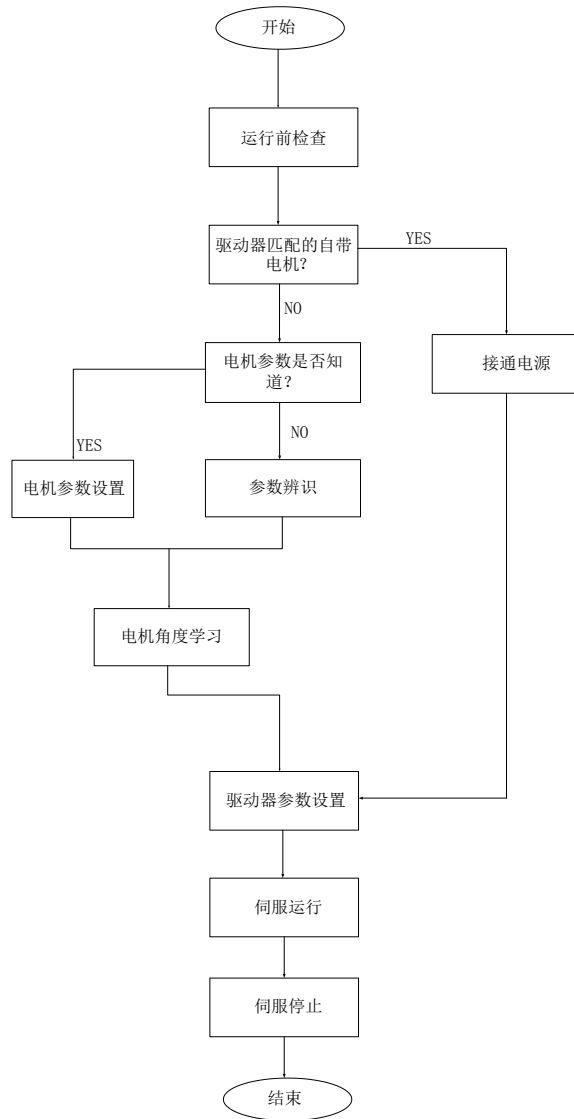 开始
运行前检查
驱动器匹配的自带
电机？
YES
NO
电机参数是否知
道？
接通电源
YES
NO
电机参数设置
参数辨识
电机角度学习
驱动器参数设置
伺服运行
伺服停止
结束